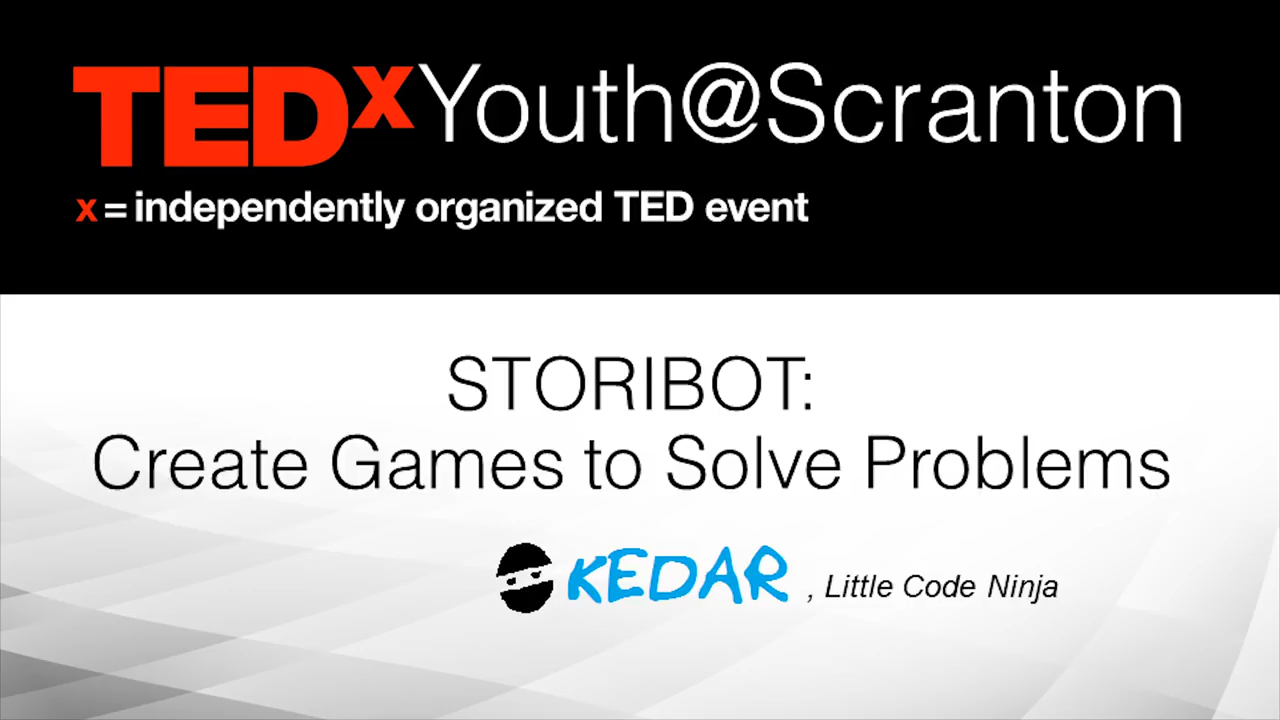 TEDxYouth@Scranton
x = independently organized TED event
STORIBOT:
Create Games to Solve Problems
KEDAR , Little Code Ninja